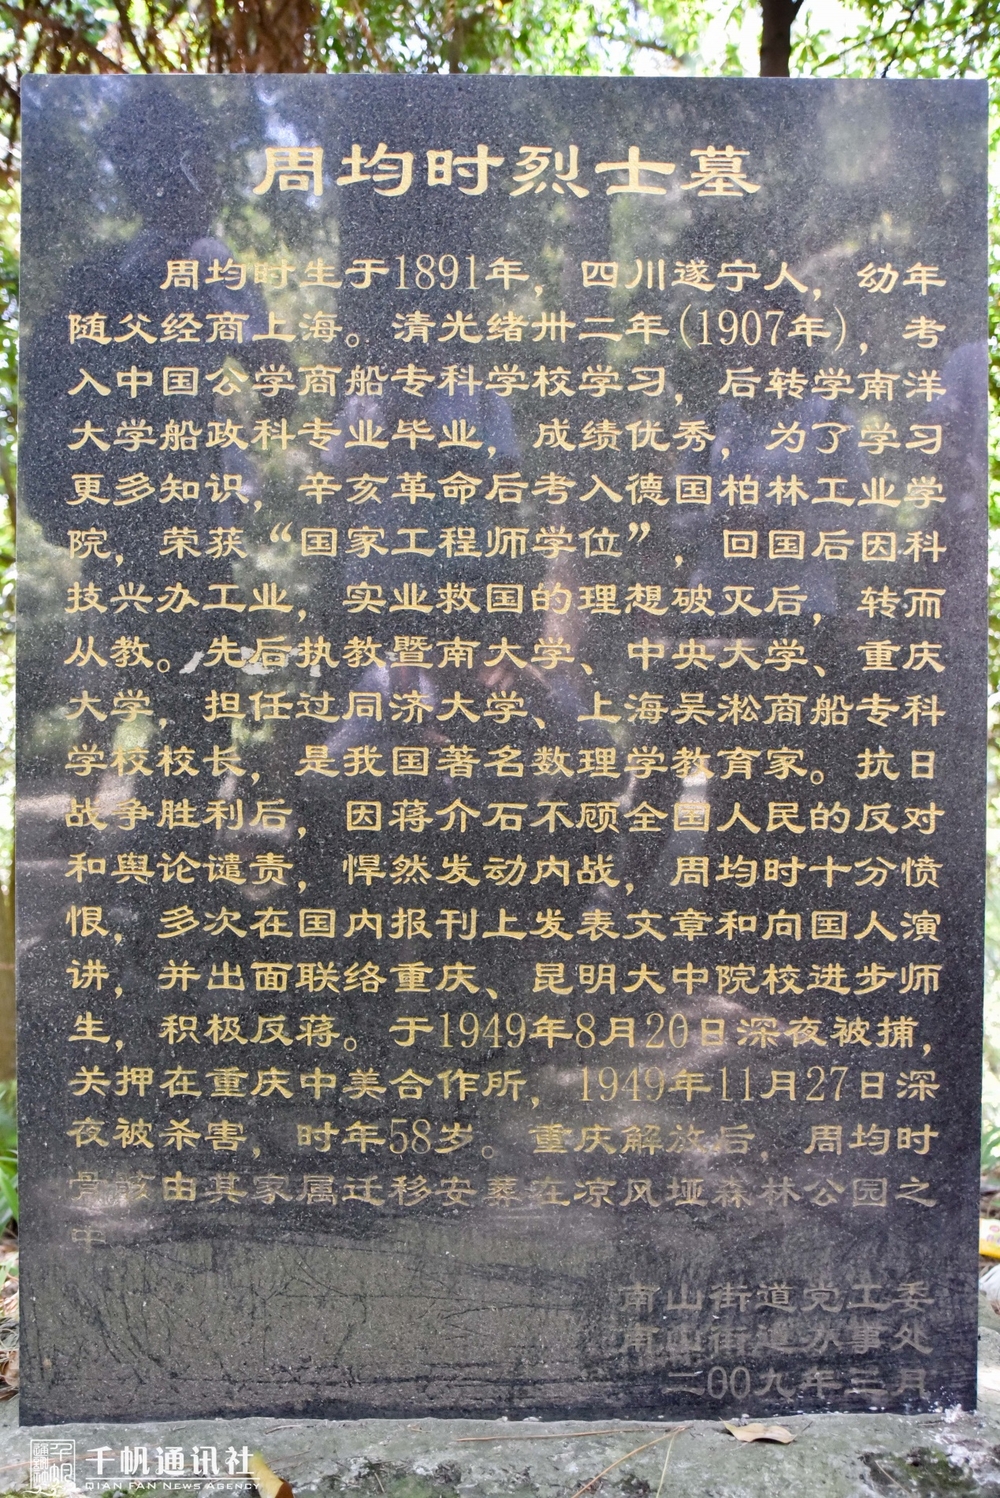 周均时烈士墓
周均时生于1891年，四川遂宁人，幼年
随父经商上海。清光绪卅二年(1907年)，考
入中国公学商船专科学校学习，后转学南洋
大学船政科专业毕业，成绩优秀，为了学习
更多知识，辛亥革命后考入德国柏林工业学
院，荣获“国家工程师学位”，回国后因科
技兴办工业，实业救国的理想破灭后，转而
从教。先后执教暨南大学、中央大学、重庆
大学，担任过同济大学、上海吴淞商船专科
学校校长，是我国著名数理学教育家。抗日
战争胜利后，因蒋介石不顾全国人民的反对
和舆论谴责，悍然发动内战，周均时十分愤
恨，多次在国内报刊上发表文章和向国人演
讲，并出面联络重庆、昆明大中院校进步师
生，积极反蒋。于1949年8月20日深夜被捕，
关押在重庆中美合作所，1949年11月27日深
夜被杀害，时年58岁。重庆解放后，周均时
骨骸由其家属迁移安葬在凉风垭森林公园之
中
南山街道党工委
南山街道办事处
二00九年三月
千帆通讯社
QIAN FAN NEWS AGENCY